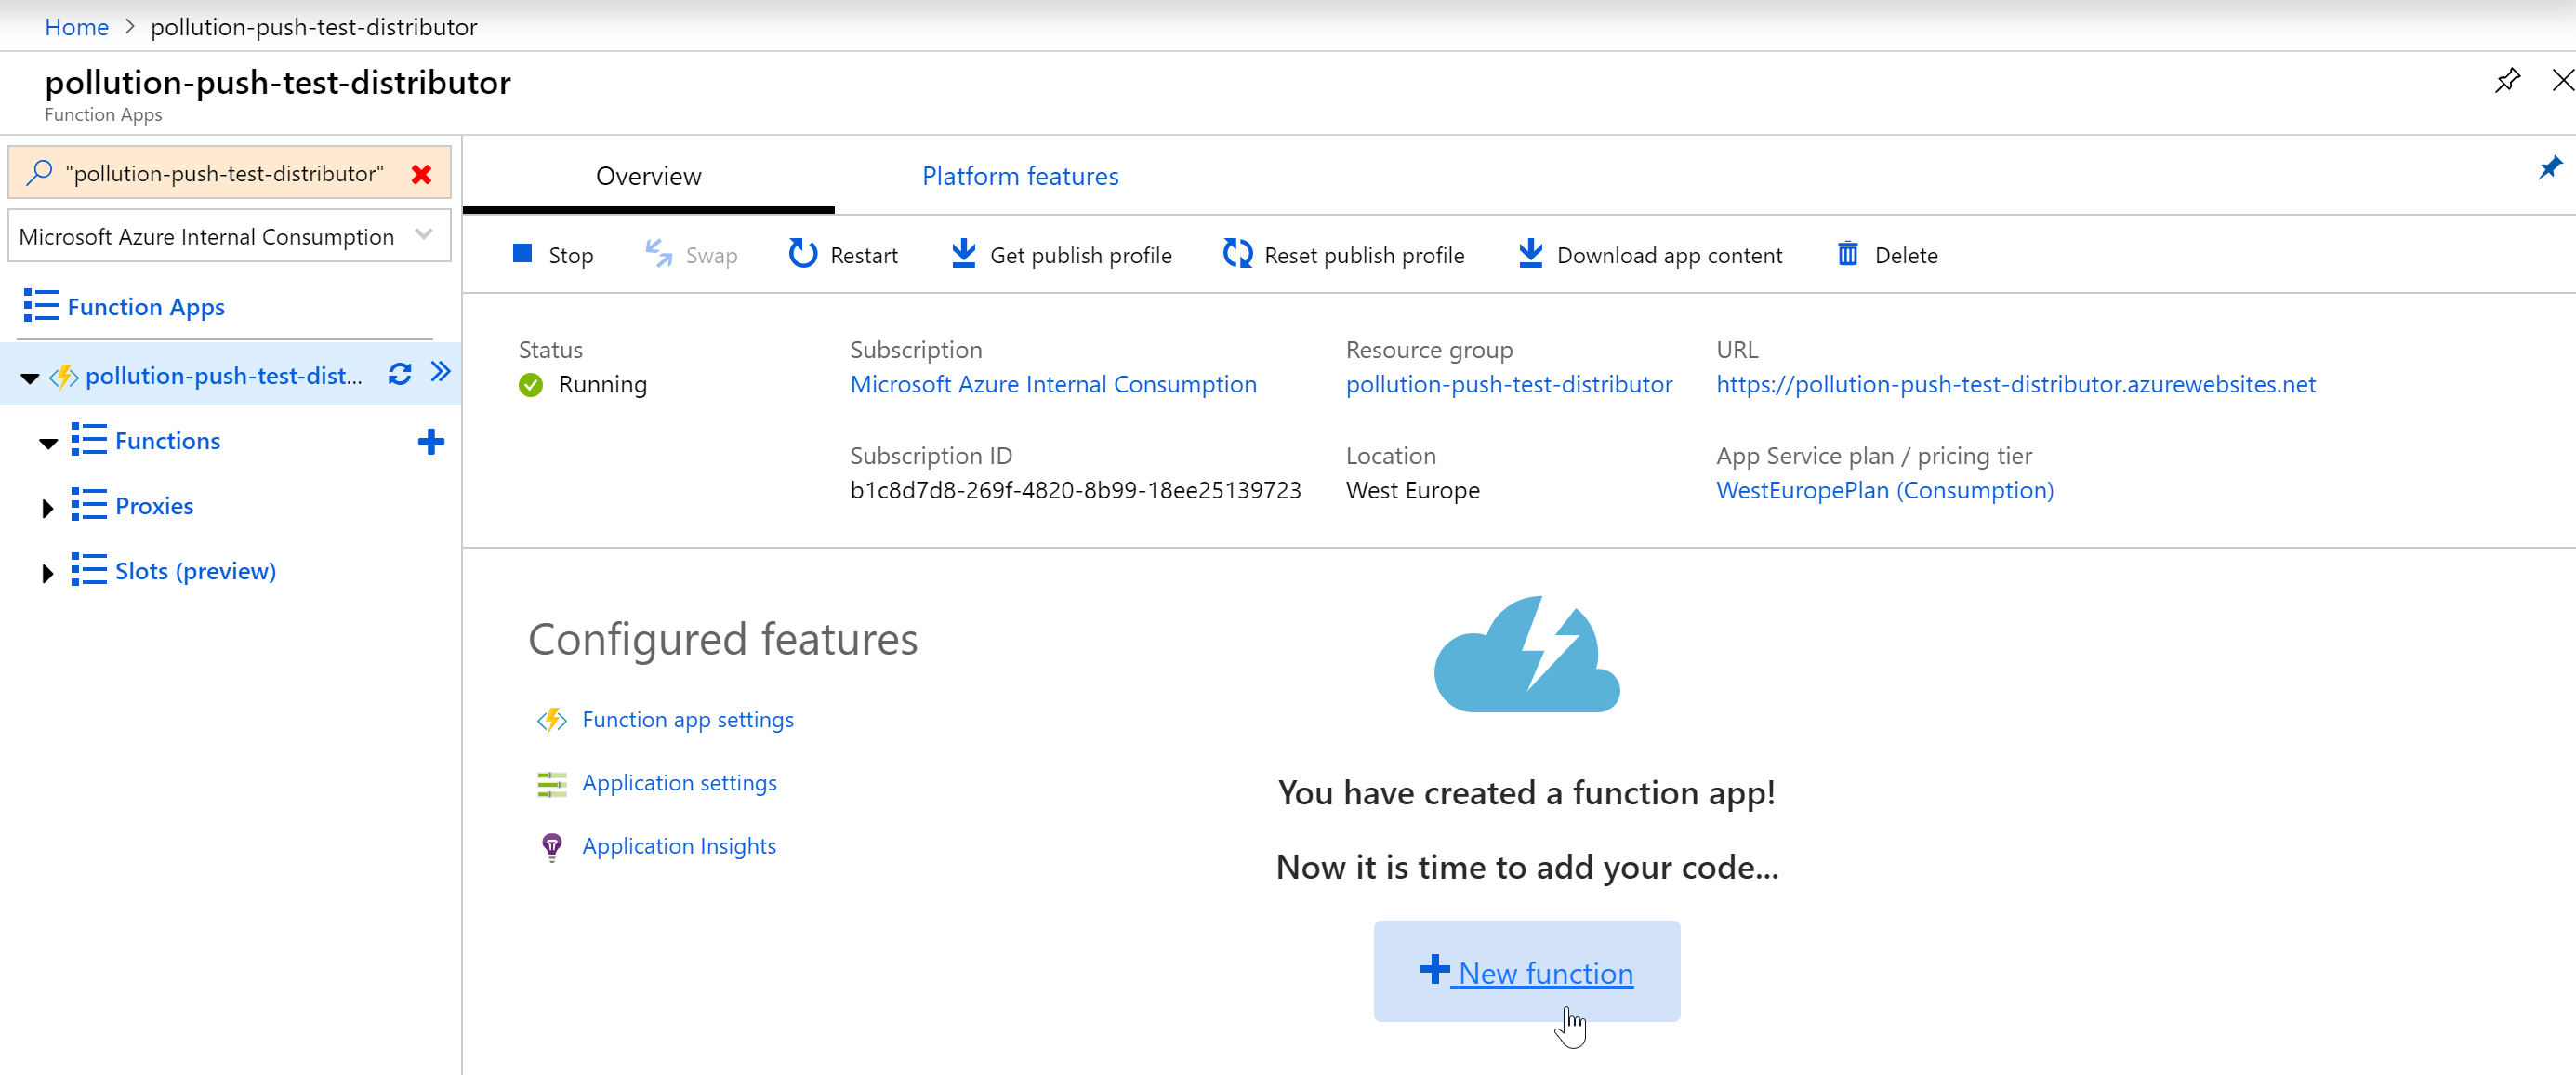 Home > pollution-push-test-distributor
pollution-push-test-distributor
Function Apps
"pollution-push-test-distributor"
Microsoft Azure Internal Consumption
Function Apps
pollution-push-test-dist...
Functions
Proxies
Slots (preview)
Overview
Platform features
Stop
Swap
Restart
Get publish profile
Reset publish profile
Download app content
Delete
Status
Running
Subscription
Microsoft Azure Internal Consumption
Resource group
pollution-push-test-distributor
URL
https://pollution-push-test-distributor.azurewebsites.net
Subscription ID
b1c8d7d8-269f-4820-8b99-18ee25139723
Location
West Europe
App Service plan / pricing tier
WestEuropePlan (Consumption)
Configured features
Function app settings
Application settings
Application Insights
You have created a function app!
Now it is time to add your code...
New function